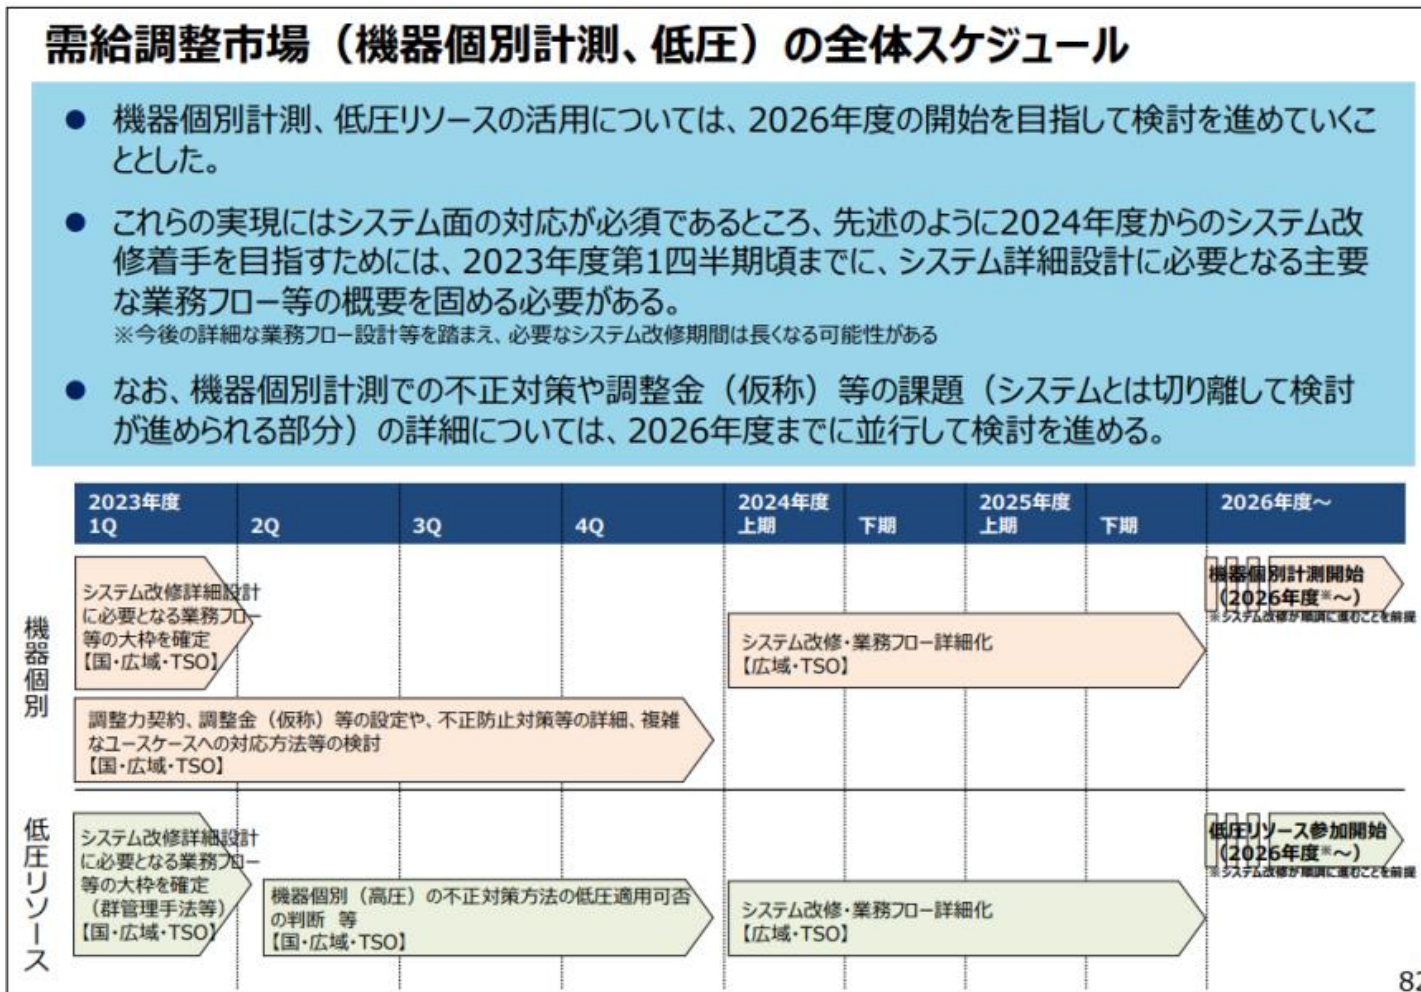 需給調整市場（機器個別計測、低圧）の全体スケジュール
● 機器個別計測、低圧リソースの活用については、2026年度の開始を目指して検討を進めていくこ
ととした。
● これらの実現にはシステム面の対応が必須であるところ、先述のように2024年度からのシステム改
修着手を目指すためには、2023年度第1四半期頃までに、システム詳細設計に必要となる主要
な業務フロー等の概要を固める必要がある。
※今後の詳細な業務フロー設計等を踏まえ、必要なシステム改修期間は長くなる可能性がある
● なお、機器個別計測での不正対策や調整金（仮称）等の課題（システムとは切り離して検討
が進められる部分）の詳細については、2026年度までに並行して検討を進める。
2023年度
1Q
2Q
3Q
4Q
2024年度
上期
下期
2025年度
上期
下期
2026年度～
機器個別
システム改修詳細設計
に必要となる業務フロー
等の大枠を確定
【国・広域・TSO】
調整力契約、調整金（仮称）等の設定や、不正防止対策等の詳細、複雑
なユースケースへの対応方法等の検討
【国・広域・TSO】
システム改修・業務フロー詳細化
【広域・TSO】
機器個別計測開始
（2026年度※～）
※システム改修が順調に進むことを前提
低圧リソース
システム改修詳細設計
に必要となる業務フロー
等の大枠を確定
（群管理手法等）
【国・広域・TSO】
機器個別（高圧）の不正対策方法の低圧適用可否
の判断 等
【国・広域・TSO】
システム改修・業務フロー詳細化
【広域・TSO】
低圧リソース参加開始
（2026年度※～）
※システム改修が順調に進むことを前提
82